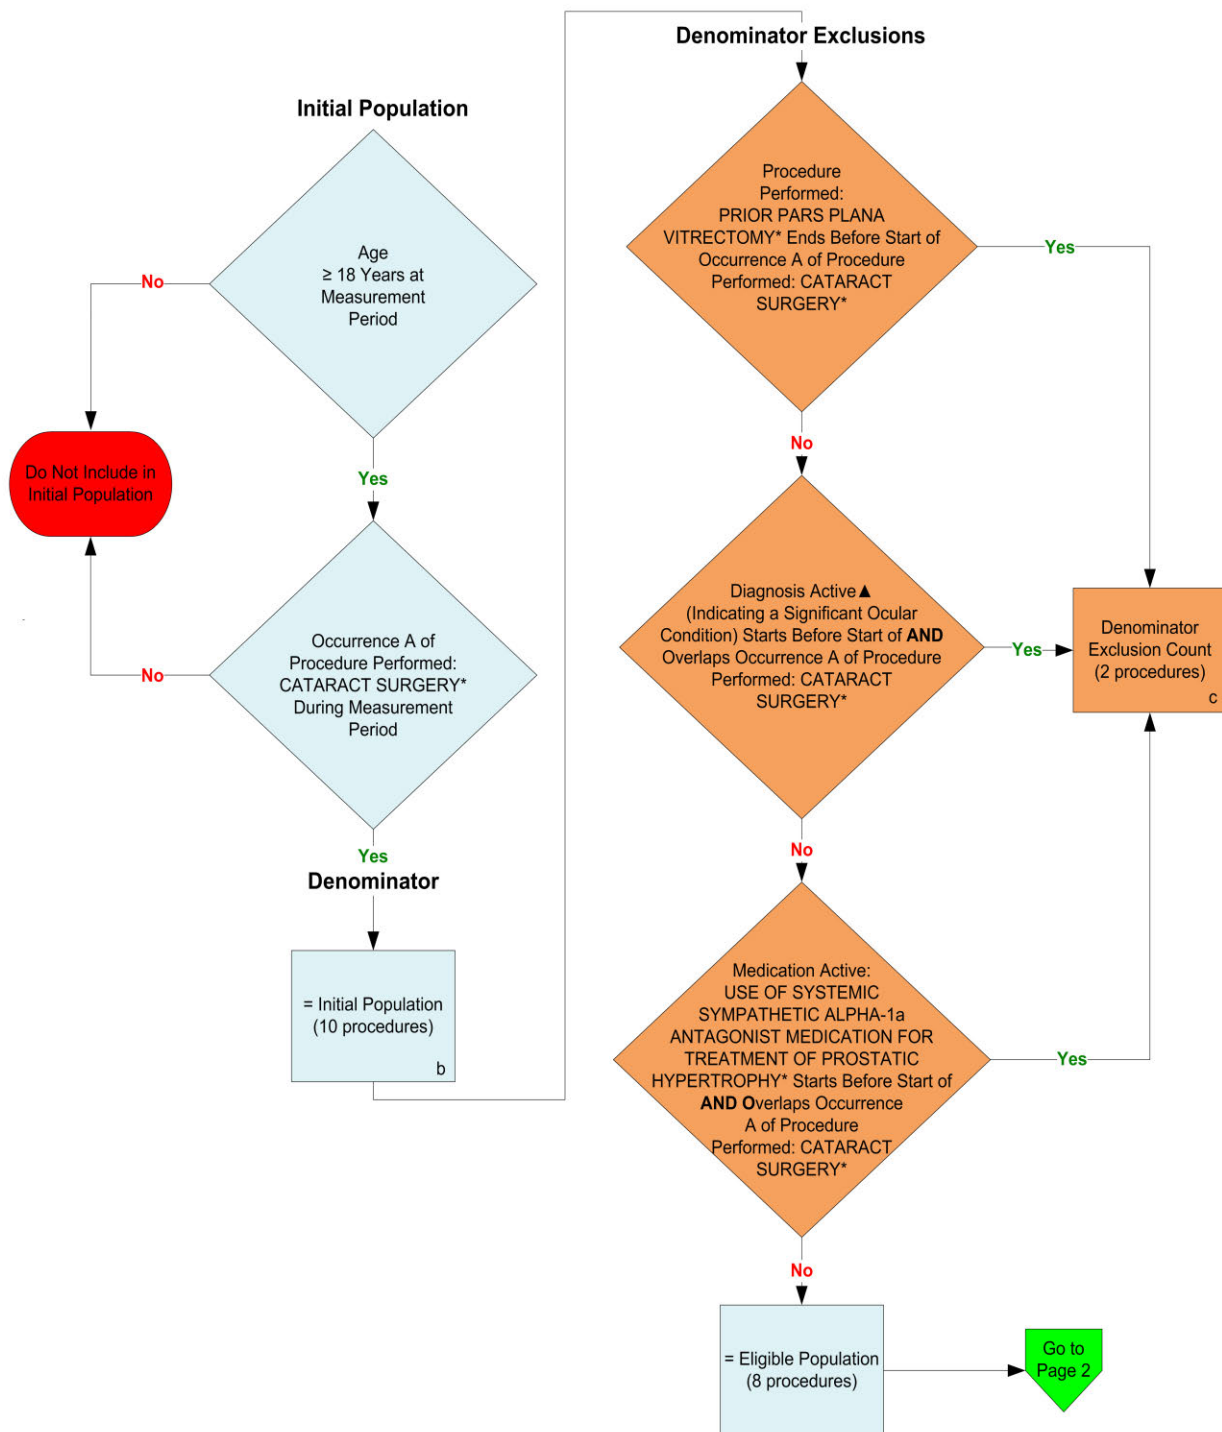 Initial Population
Age
≥ 18 Years at
Measurement
Period
No
Yes
Do Not Include in
Initial Population
Occurrence A of
Procedure Performed:
CATARACT SURGERY*
During Measurement
Period
No
Yes
Denominator
= Initial Population
(10 procedures)
b
Denominator Exclusions
Procedure
Performed:
PRIOR PARS PLANA
VITRECTOMY* Ends Before Start of
Occurrence A of Procedure
Performed: CATARACT
SURGERY*
Yes
No
Diagnosis Active▲
(Indicating a Significant Ocular
Condition) Starts Before Start of AND
Overlaps Occurrence A of Procedure
Performed: CATARACT
SURGERY*
Yes
Denominator
Exclusion Count
(2 procedures)
c
No
Medication Active:
USE OF SYSTEMIC
SYMPATHETIC ALPHA-1a
ANTAGONIST MEDICATION FOR
TREATMENT OF PROSTATIC
HYPERTROPHY* Starts Before Start of
AND Overlaps Occurrence
A of Procedure
Performed: CATARACT
SURGERY*
Yes
No
= Eligible Population
(8 procedures)
Go to
Page 2